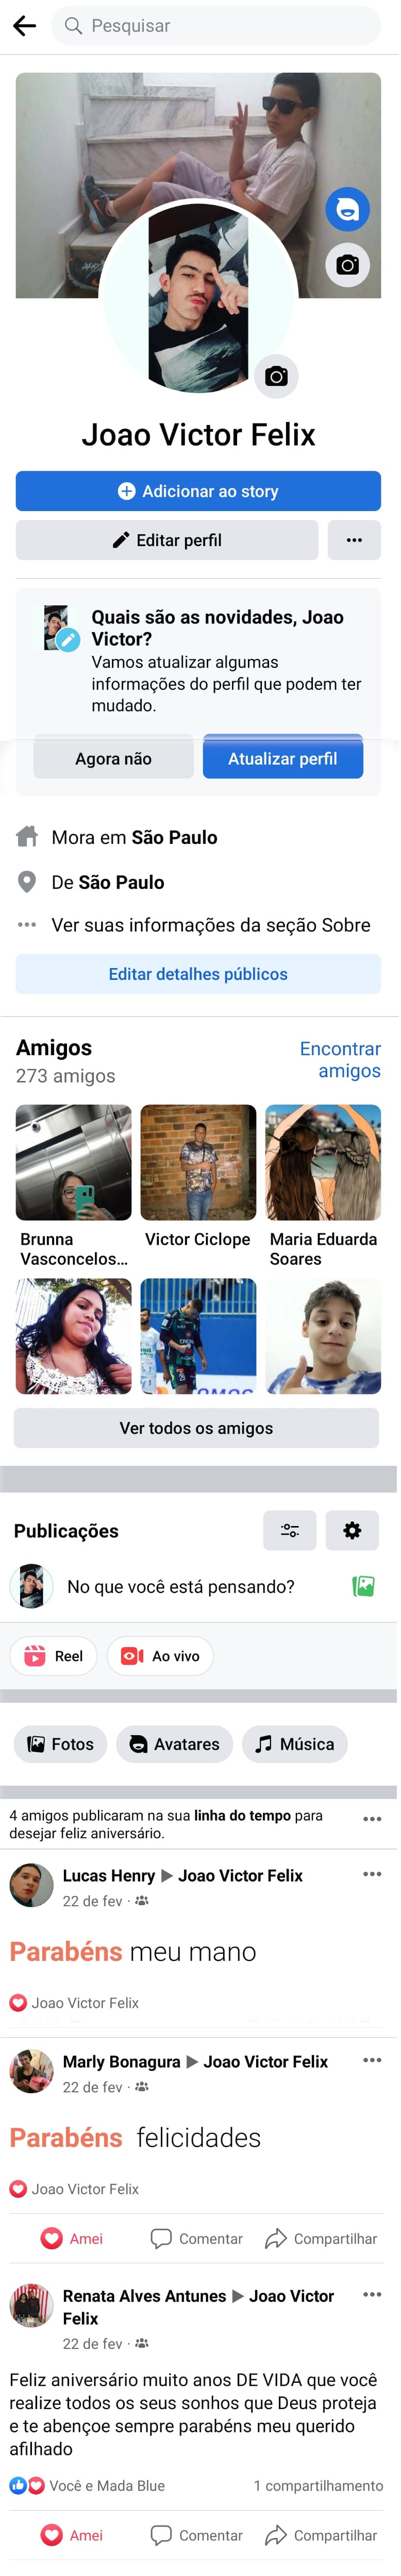 Pesquisar
Joao Victor Felix
Adicionar ao story
Editar perfil
Quais são as novidades, Joao
Victor?
Vamos atualizar algumas
informações do perfil que podem ter
mudado.
Agora não
Atualizar perfil
Mora em São Paulo
De São Paulo
Ver suas informações da seção Sobre
Editar detalhes públicos
Amigos
Encontrar
amigos
273 amigos
Brunna
Vasconcelos...
Victor Ciclope
Maria Eduarda
Soares
Ver todos os amigos
Publicações
No que você está pensando?
Reel
Ao vivo
Fotos
Avatares
Música
4 amigos publicaram na sua linha do tempo para
desejar feliz aniversário.
Lucas Henry ▶ Joao Victor Felix
22 de fev ·
Parabéns meu mano
Joao Victor Felix
Marly Bonagura ▶ Joao Victor Felix
22 de fev ·
Parabéns felicidades
Joao Victor Felix
Amei
Comentar
Compartilhar
Renata Alves Antunes ▶ Joao Victor
Felix
22 de fev ·
Feliz aniversário muito anos DE VIDA que você
realize todos os seus sonhos que Deus proteja
e te abençoe sempre parabéns meu querido
afilhado
Você e Mada Blue
1 compartilhamento
Amei
Comentar
Compartilhar